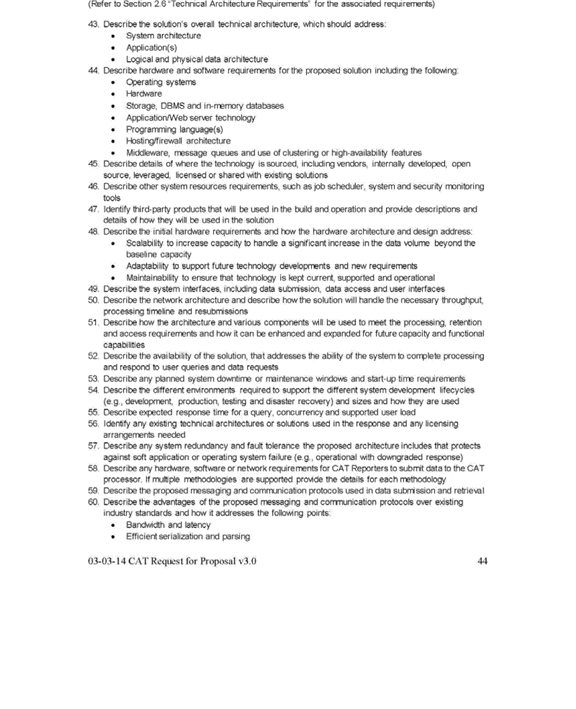 (Refer to Section 2.6 "Technical Architecture Requirements" for the associated requirements)
43. Describe the solution's overall technical architecture, which should address:
• System architecture
• Application(s)
• Logical and physical data architecture
44. Describe hardware and software requirements for the proposed solution including the following:
• Operating systems
• Hardware
• Storage, DBMS and in-memory databases
• Application/Web server technology
• Programming language(s)
• Hosting/firewall architecture
• Middleware, message queues and use of clustering or high-availability features
45. Describe details of where the technology is sourced, including vendors, internally developed, open
source, leveraged, licensed or shared with existing solutions
46. Describe other system resources requirements, such as job scheduler, system and security monitoring
tools
47. Identify third-party products that will be used in the build and operation and provide descriptions and
details of how they will be used in the solution
48. Describe the initial hardware requirements and how the hardware architecture and design address:
• Scalability to increase capacity to handle a significant increase in the data volume beyond the
baseline capacity
• Adaptability to support future technology developments and new requirements
• Maintainability to ensure that technology is kept current, supported and operational
49. Describe the system interfaces, including data submission, data access and user interfaces
50. Describe the network architecture and describe how the solution will handle the necessary throughput,
processing timeline and resubmissions
51. Describe how the architecture and various components will be used to meet the processing, retention
and access requirements and how it can be enhanced and expanded for future capacity and functional
capabilities
52. Describe the availability of the solution, that addresses the ability of the system to complete processing
and respond to user queries and data requests
53. Describe any planned system downtime or maintenance windows and start-up time requirements
54. Describe the different environments required to support the different system development lifecycles
(e.g., development, production, testing and disaster recovery) and sizes and how they are used
55. Describe expected response time for a query, concurrency and supported user load
56. Identify any existing technical architectures or solutions used in the response and any licensing
arrangements needed
57. Describe any system redundancy and fault tolerance the proposed architecture includes that protects
against soft application or operating system failure (e.g., operational with downgraded response)
58. Describe any hardware, software or network requirements for CAT Reporters to submit data to the CAT
processor. If multiple methodologies are supported provide the details for each methodology
59. Describe the proposed messaging and communication protocols used in data submission and retrieval
60. Describe the advantages of the proposed messaging and communication protocols over existing
industry standards and how it addresses the following points:
• Bandwidth and latency
• Efficient serialization and parsing
03-03-14 CAT Request for Proposal v3.0 44